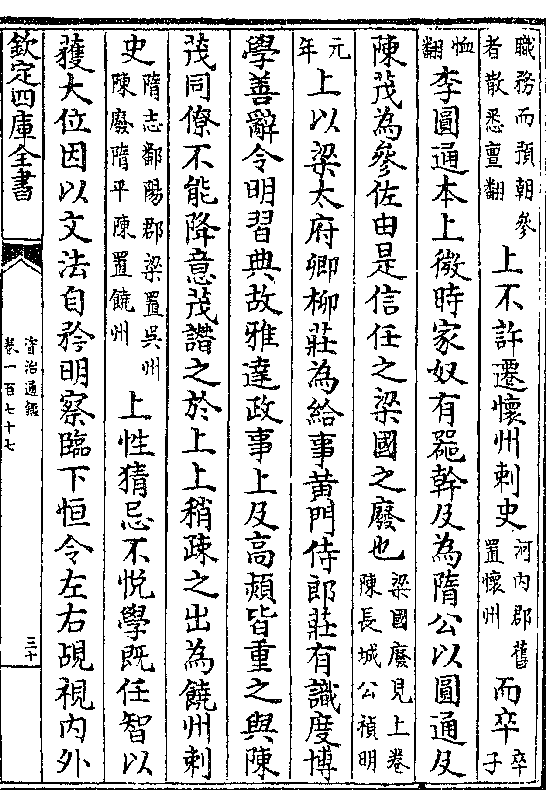 職務而預朝參
者散悉亶翻
上不許遷懷州刺史
河内郡舊
置懷州
而卒
卒子
恤翻
李圓通本上微時家奴有器幹及為隋公以圓通及
陳茂為參佐由是信任之梁國之廢也
梁國廢見上卷
陳長城公禎明
元年
上以梁太府卿柳莊為給事黄門侍郎莊有識度博
學善辭令明習典故雅達政事上及高熲皆重之與陳
茂同僚不能降意茂譖之於上上稍疎之出為饒州刺
史
隋志鄱陽郡梁置吳州
陳廢隋平陳置饒州
上性猜忌不悦學既任智以
獲大位因以文法自矜明察臨下恒令左右覘視内外
欽定四庫全書
資治通鑑
卷一百七十七
三十